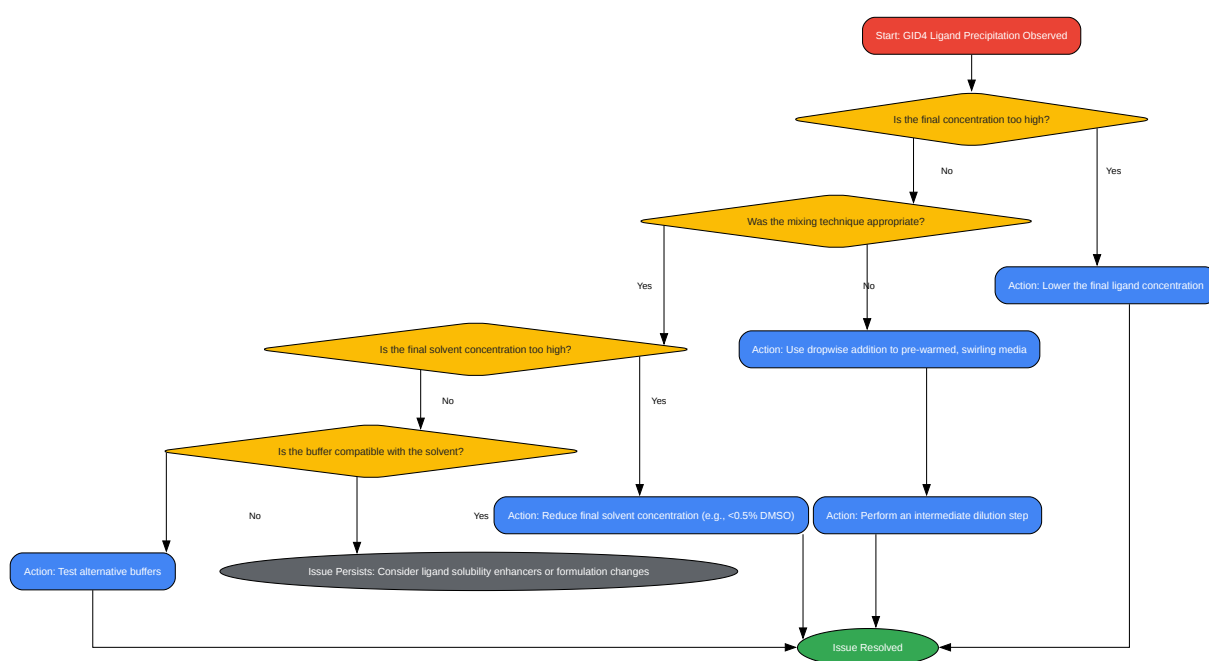 Start: GID4 Ligand Precipitation Observed
Is the final concentration too high?
No
Yes
Was the mixing technique appropriate?
Yes
No
Action: Lower the final ligand concentration
Action: Use dropwise addition to pre-warmed, swirling media
Is the final solvent concentration too high?
No
Yes
Is the buffer compatible with the solvent?
No
Yes
Action: Reduce final solvent concentration (e.g., <0.5% DMSO)
Action: Perform an intermediate dilution step
Action: Test alternative buffers
Issue Persists: Consider ligand solubility enhancers or formulation changes
Issue Resolved